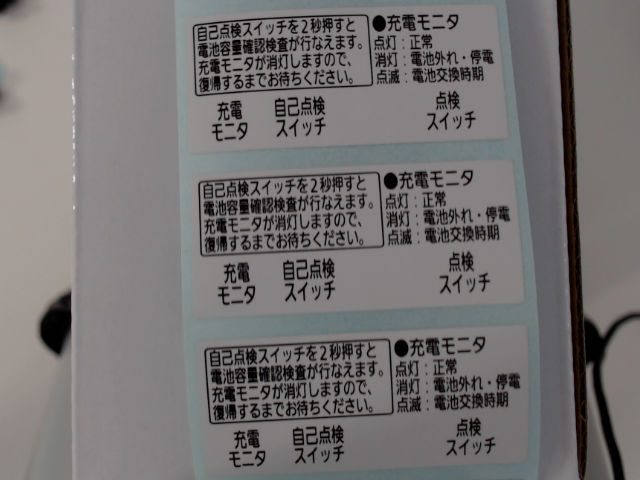 自己点検スイッチを2秒押すと
電池容量確認検査が行なえます。
充電モニタが消灯しますので、
復帰するまでお待ちください。
●充電モニタ
点灯：正常
消灯：電池外れ・停電
点滅：電池交換時期
充電
モニタ
自己点検
スイッチ
点検
スイッチ
自己点検スイッチを2秒押すと
電池容量確認検査が行なえます。
充電モニタが消灯しますので、
復帰するまでお待ちください。
●充電モニタ
点灯：正常
消灯：電池外れ・停電
点滅：電池交換時期
充電
モニタ
自己点検
スイッチ
点検
スイッチ
自己点検スイッチを2秒押すと
電池容量確認検査が行なえます。
充電モニタが消灯しますので、
復帰するまでお待ちください。
●充電モニタ
点灯：正常
消灯：電池外れ・停電
点滅：電池交換時期
充電
モニタ
自己点検
スイッチ
点検
スイッチ